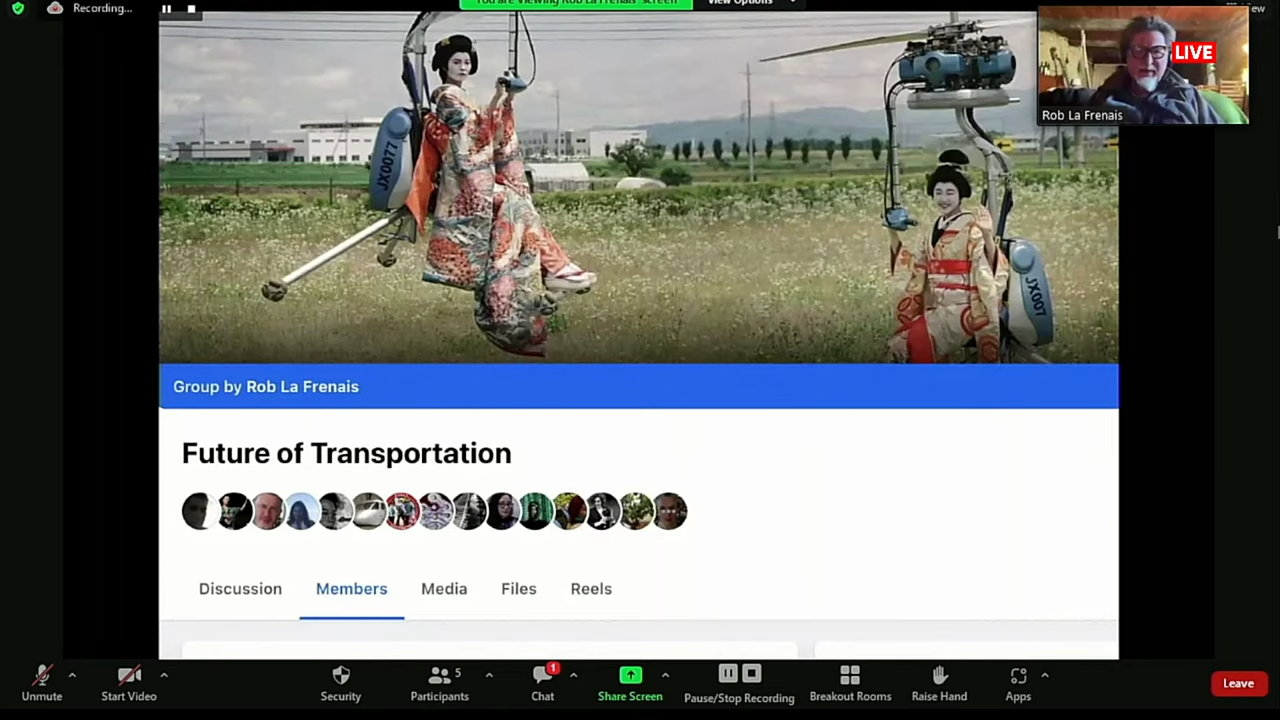 Recording...
You are viewing Rob La Frenais' screen
View Options
View
LIVE
Rob La Frenais
JX0077
JX007
Group by Rob La Frenais
Future of Transportation
Discussion
Members
Media
Files
Reels
Unmute
Start Video
Security
5
Participants
1
Chat
Share Screen
Pause/Stop Recording
Breakout Rooms
Raise Hand
Apps
Leave